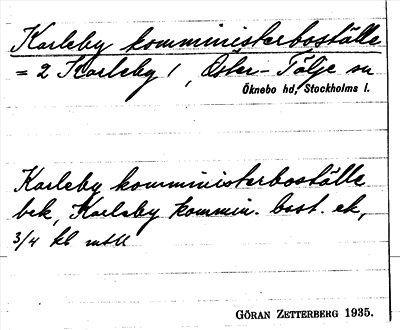 Karleby komministerboställe
= 2 Karleby 1, Öster-Tälje sn
Öknebo hd, Stockholms l.
Karleby komministerboställe
bek, Karleby kommin. bost. ek,
3/4 kl mtll
GÖRAN ZETTERBERG 1935.